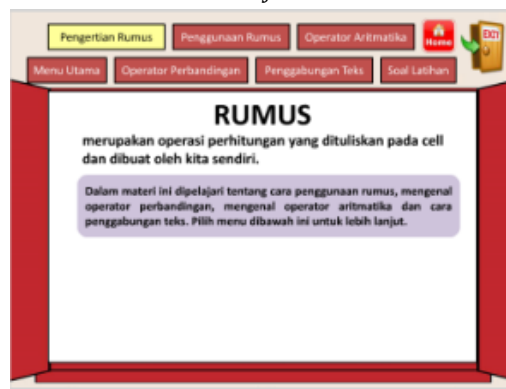 Pengertian Rumus
Penggunaan Rumus
Operator Aritmatika
Home
EXIT
Menu Utama
Operator Perbandingan
Penggabungan Teks
Soal Latihan
RUMUS
merupakan operasi perhitungan yang dituliskan pada cell
dan dibuat oleh kita sendiri.
Dalam materi ini dipelajari tentang cara penggunaan rumus, mengenal
operator perbandingan, mengenal operator aritmatika dan cara
penggabungan teks. Pilih menu dibawah ini untuk lebih lanjut.